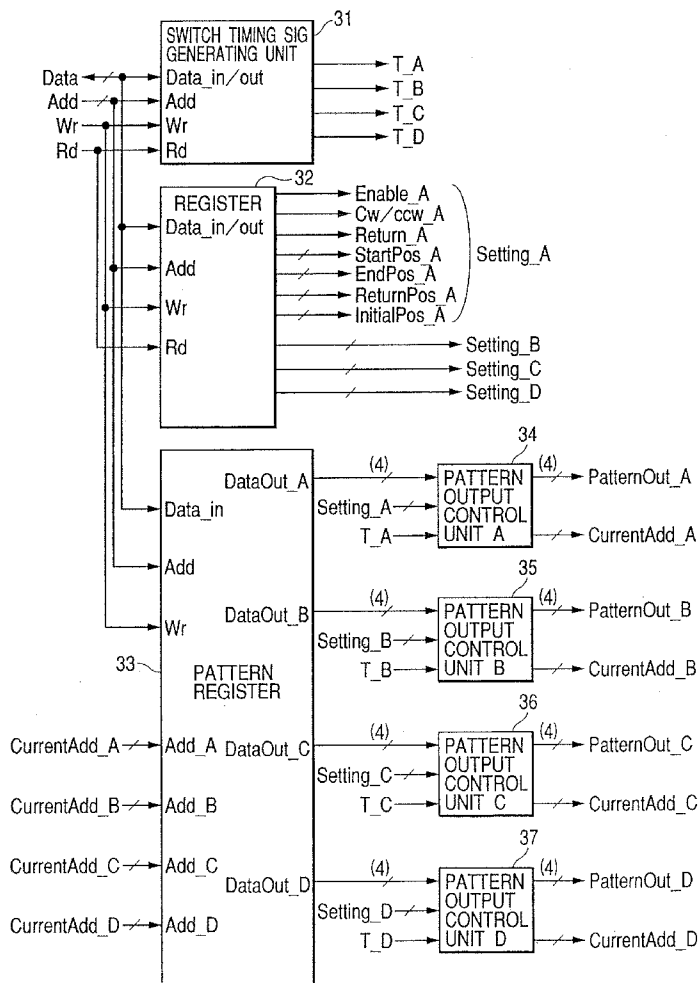 31
SWITCH TIMING SIG
GENERATING UNIT
Data
Data_in/out
T_A
Add
Add
T_B
Wr
Wr
T_C
Rd
Rd
T_D
32
REGISTER
Data_in/out
Add
Wr
Rd
Enable_A
Cw/ccw_A
Return_A
StartPos_A
EndPos_A
ReturnPos_A
InitialPos_A
Setting_A
Setting_B
Setting_C
Setting_D
33
PATTERN
REGISTER
Data_in
Add
Wr
CurrentAdd_A
Add_A
CurrentAdd_B
Add_B
CurrentAdd_C
Add_C
CurrentAdd_D
Add_D
DataOut_A
(4)
Setting_A
T_A
34
PATTERN
OUTPUT
CONTROL
UNIT A
(4)
PatternOut_A
CurrentAdd_A
DataOut_B
(4)
Setting_B
T_B
35
PATTERN
OUTPUT
CONTROL
UNIT B
(4)
PatternOut_B
CurrentAdd_B
DataOut_C
(4)
Setting_C
T_C
36
PATTERN
OUTPUT
CONTROL
UNIT C
(4)
PatternOut_C
CurrentAdd_C
DataOut_D
(4)
Setting_D
T_D
37
PATTERN
OUTPUT
CONTROL
UNIT D
(4)
PatternOut_D
CurrentAdd_D